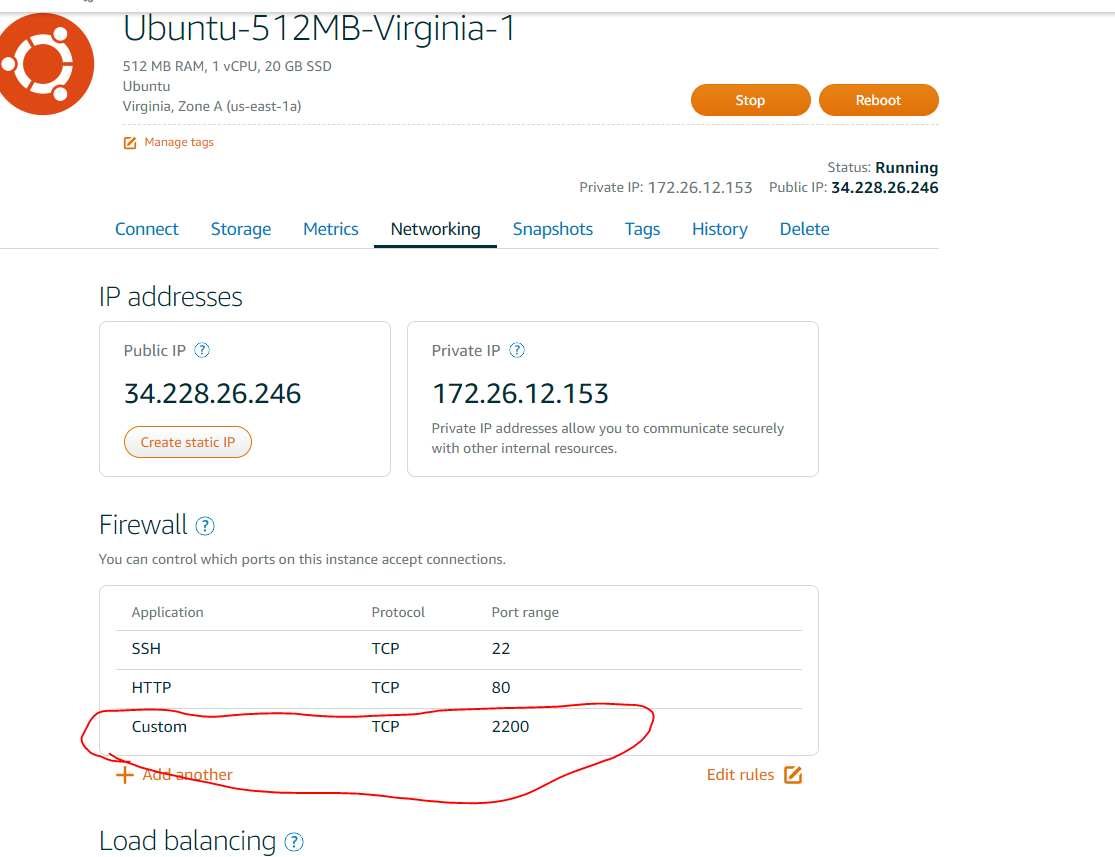 Ubuntu-512MB-Virginia-1
512 MB RAM, 1 vCPU, 20 GB SSD
Ubuntu
Virginia, Zone A (us-east-1a)
Stop Reboot
Manage tags
Status: Running
Private IP: 172.26.12.153 Public IP: 34.228.26.246
Connect Storage Metrics Networking Snapshots Tags History Delete
IP addresses
Public IP ?
34.228.26.246
Create static IP
Private IP ?
172.26.12.153
Private IP addresses allow you to communicate securely
with other internal resources.
Firewall ?
You can control which ports on this instance accept connections.
Application Protocol Port range
SSH TCP 22
HTTP TCP 80
Custom TCP 2200
+ Add another Edit rules
Load balancing ?